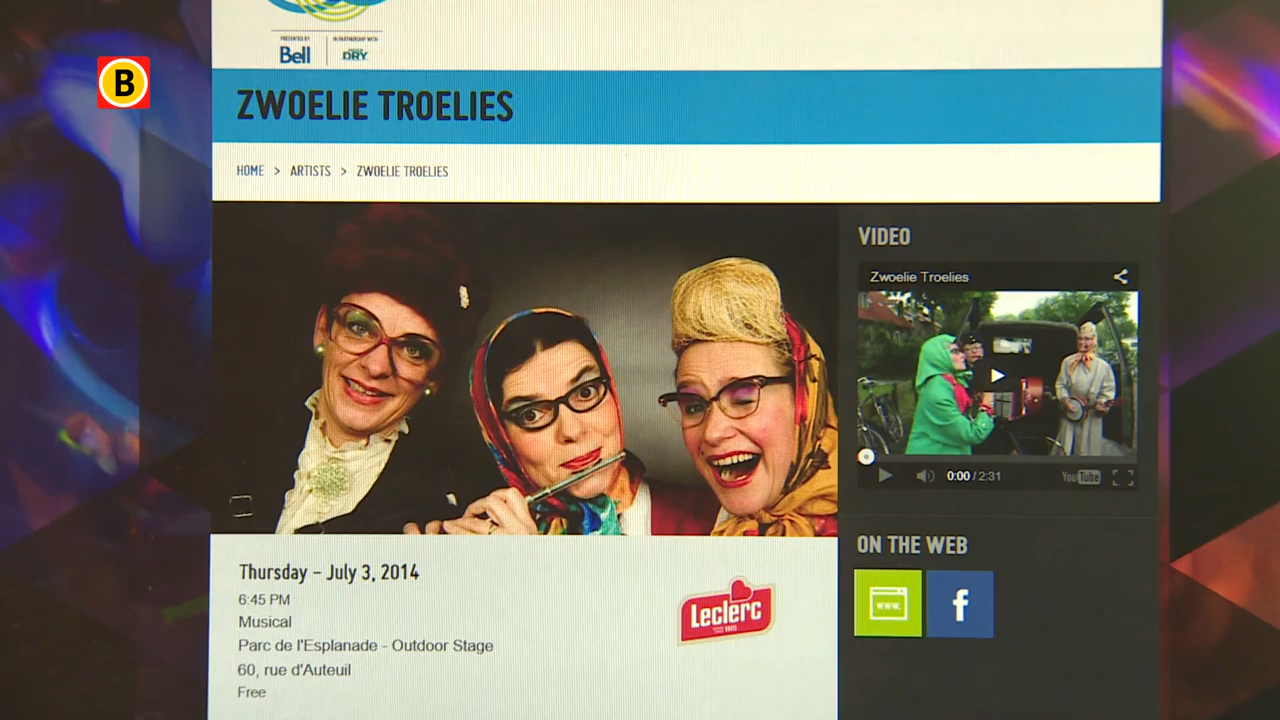 PRESENTED BY
IN PARTNERSHIP WITH
Bell
DRY
B
ZWOELIE TROELIES
HOME > ARTISTS > ZWOELIE TROELIES
VIDEO
Zwoelie Troelies
0:00 / 2:31
YouTube
ON THE WEB
www.
f
Thursday – July 3, 2014
6:45 PM
Musical
Parc de l'Esplanade - Outdoor Stage
60, rue d'Auteuil
Free
Leclerc